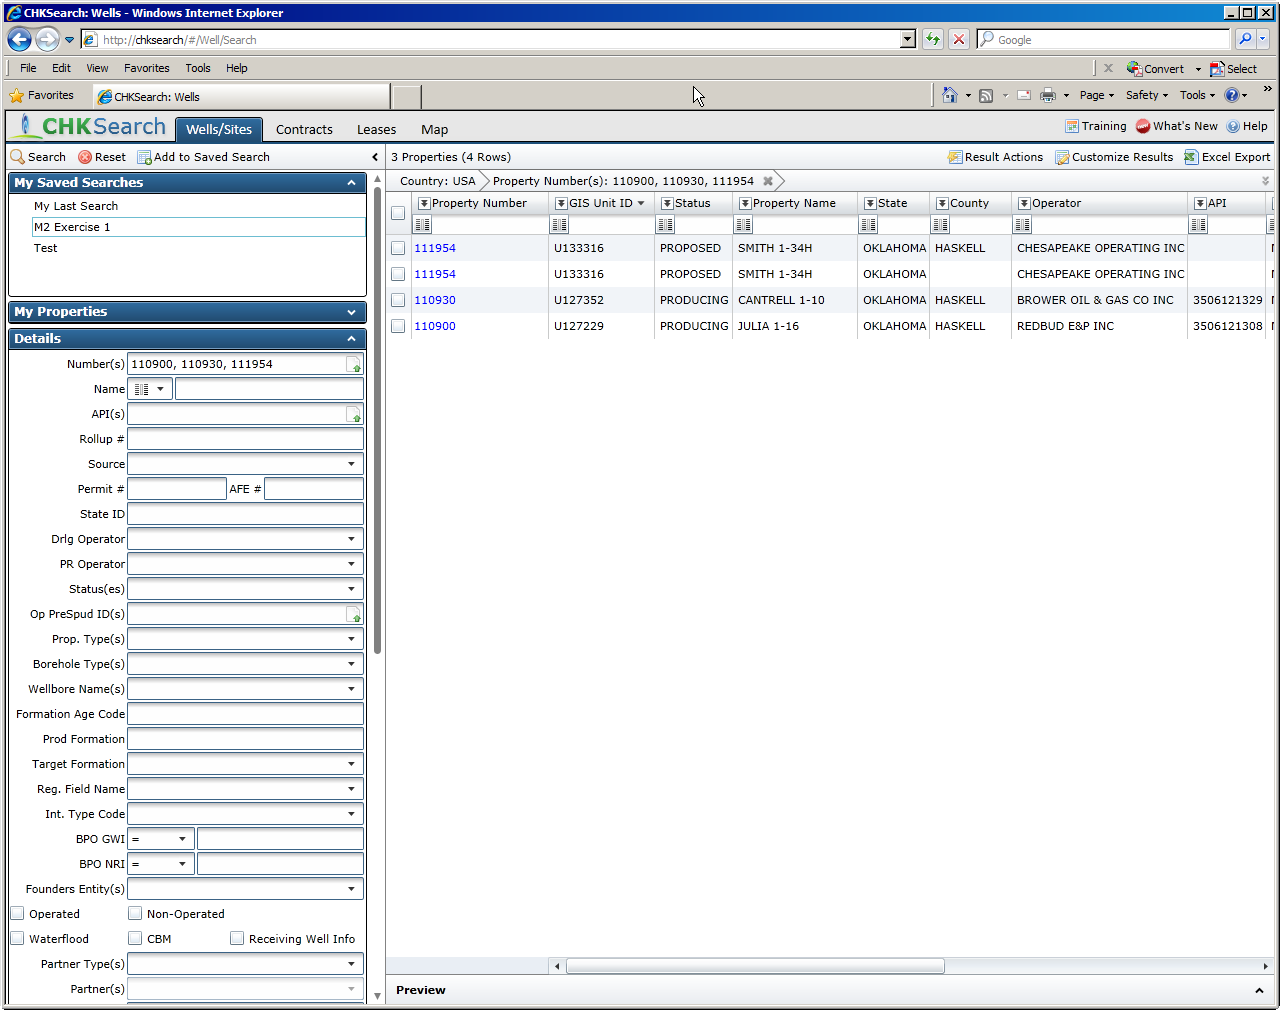 CHKSearch: Wells - Windows Internet Explorer
http://chksearch/#/Well/Search
Google
File Edit View Favorites Tools Help
Convert Select
Favorites CHKSearch: Wells
Page Safety Tools
CHKSearch Wells/Sites Contracts Leases Map Training What's New Help
Search Reset Add to Saved Search
3 Properties (4 Rows) Result Actions Customize Results Excel Export
My Saved Searches
My Last Search
M2 Exercise 1
Test
My Properties
Details
Number(s) 110900, 110930, 111954
Name
API(s)
Rollup #
Source
Permit # AFE #
State ID
Drlg Operator
PR Operator
Status(es)
Op PreSpud ID(s)
Prop. Type(s)
Borehole Type(s)
Wellbore Name(s)
Formation Age Code
Prod Formation
Target Formation
Reg. Field Name
Int. Type Code
BPO GWI =
BPO NRI =
Founders Entity(s)
Operated Non-Operated
Waterflood CBM Receiving Well Info
Partner Type(s)
Partner(s)
Country: USA Property Number(s): 110900, 110930, 111954
Property Number GIS Unit ID Status Property Name State County Operator API
111954 U133316 PROPOSED SMITH 1-34H OKLAHOMA HASKELL CHESAPEAKE OPERATING INC
111954 U133316 PROPOSED SMITH 1-34H OKLAHOMA CHESAPEAKE OPERATING INC
110930 U127352 PRODUCING CANTRELL 1-10 OKLAHOMA HASKELL BROWER OIL & GAS CO INC 3506121329
110900 U127229 PRODUCING JULIA 1-16 OKLAHOMA HASKELL REDBUD E&P INC 3506121308
Preview